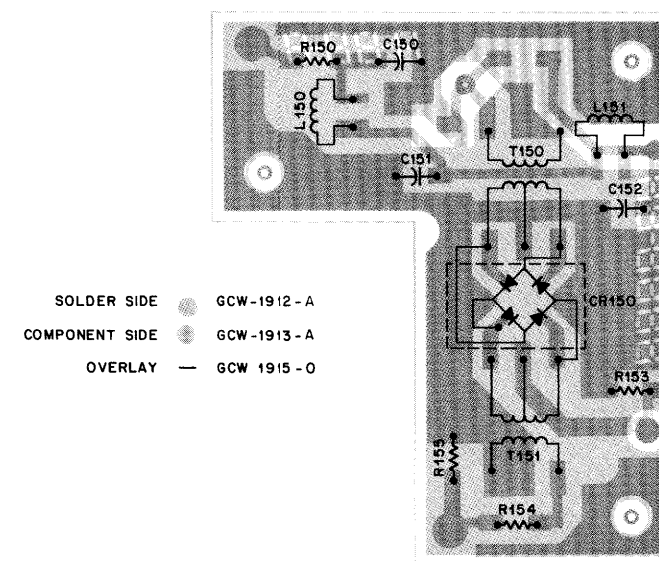 R150
C150
L150
L151
T150
C151
C152
SOLDER SIDE GCW-1912-A
CR150
COMPONENT SIDE GCW-1913-A
OVERLAY — GCW 1915-O
R153
R155
T151
R154